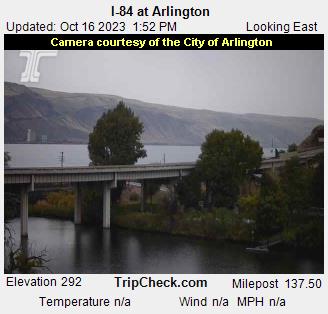 I-84 at Arlington
Updated: Oct 16 2023 1:52 PM Looking East
Camera courtesy of the City of Arlington
Elevation 292 TripCheck.com Milepost 137.50
Temperature n/a Wind n/a MPH n/a